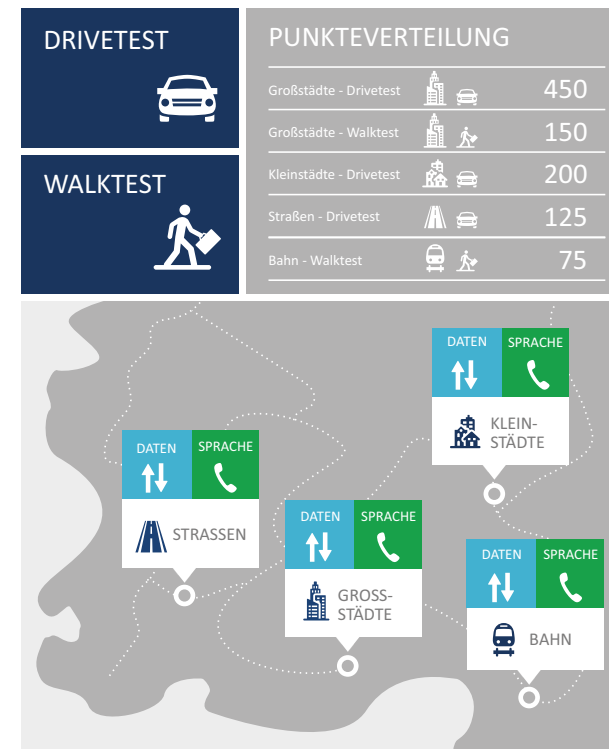 DRIVETEST
WALKTEST
PUNKTEVERTEILUNG
Großstädte - Drivetest 450
Großstädte - Walktest 150
Kleinstädte - Drivetest 200
Straßen - Drivetest 125
Bahn - Walktest 75
DATEN SPRACHE
KLEIN-
STÄDTE
DATEN SPRACHE
STRASSEN
DATEN SPRACHE
GROSS-
STÄDTE
DATEN SPRACHE
BAHN